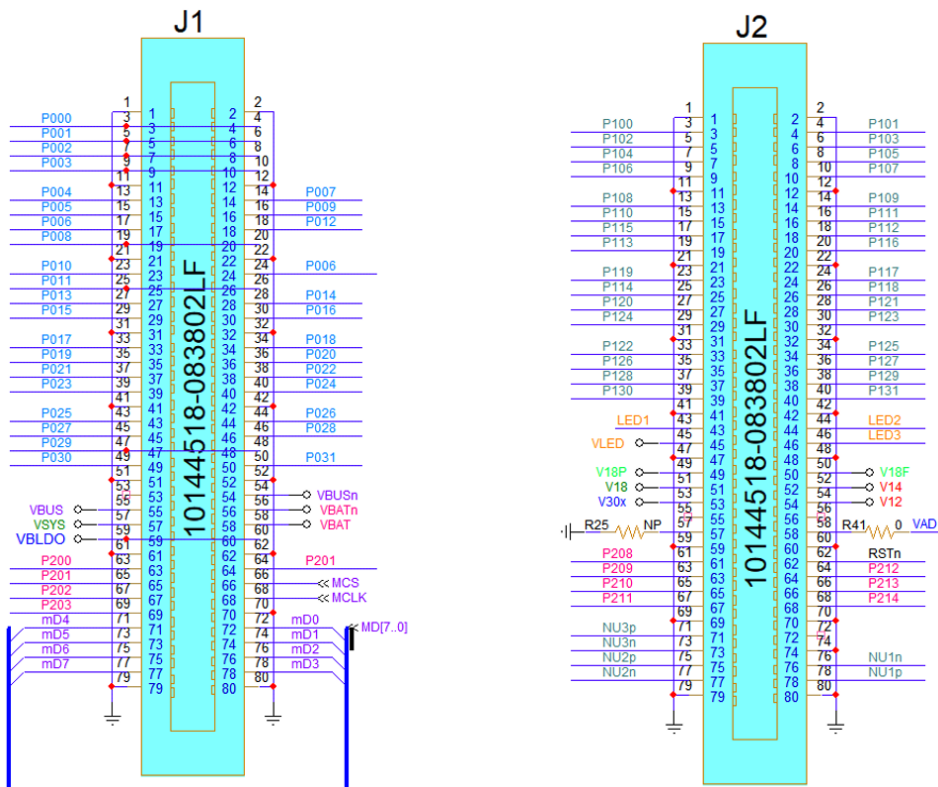 J1
1 1 2 2
P000 3 3 4 4
P001 5 5 6 6
P002 7 7 8 8
P003 9 9 10 10
11 11 12 12
P004 13 13 14 14 P007
P005 15 15 16 16 P009
P006 17 17 18 18 P012
P008 19 19 20 20
21 21 22 22
P010 23 23 24 24 P006
P011 25 25 26 26
P013 27 27 28 28 P014
P015 29 29 30 30 P016
31 31 32 32
P017 33 33 34 34 P018
P019 35 35 36 36 P020
P021 37 37 38 38 P022
P023 39 39 40 40 P024
41 41 42 42
P025 43 43 44 44 P026
P027 45 45 46 46 P028
P029 47 47 48 48
P030 49 49 50 50 P031
51 51 52 52
53 53 54 54 VBUSn
VBUS 55 55 56 56 VBATn
VSYS 57 57 58 58 VBAT
VBLDO 59 59 60 60
61 61 62 62
P200 63 63 64 64 P201
P201 65 65 66 66 MCS
P202 67 67 68 68 MCLK
P203 69 69 70 70
mD4 71 71 72 72 mD0 MD[7..0]
mD5 73 73 74 74 mD1
mD6 75 75 76 76 mD2
mD7 77 77 78 78 mD3
79 79 80 80
10144518-083802LF
J2
1 1 2 2
P100 3 3 4 4 P101
P102 5 5 6 6 P103
P104 7 7 8 8 P105
P106 9 9 10 10 P107
11 11 12 12
P108 13 13 14 14 P109
P110 15 15 16 16 P111
P115 17 17 18 18 P112
P113 19 19 20 20 P116
21 21 22 22
P119 23 23 24 24 P117
P114 25 25 26 26 P118
P120 27 27 28 28 P121
P124 29 29 30 30 P123
31 31 32 32
P122 33 33 34 34 P125
P126 35 35 36 36 P127
P128 37 37 38 38 P129
P130 39 39 40 40 P131
41 41 42 42
LED1 43 43 44 44 LED2
VLED 45 45 46 46 LED3
47 47 48 48
V18P 49 49 50 50 V18F
V18 51 51 52 52 V14
V30x 53 53 54 54 V12
55 55 56 56
R25 NP 57 57 58 58 R41 0 VAD
59 59 60 60
P208 61 61 62 62 RSTn
P209 63 63 64 64 P212
P210 65 65 66 66 P213
P211 67 67 68 68 P214
69 69 70 70
NU3p 71 71 72 72
NU3n 73 73 74 74
NU2p 75 75 76 76 NU1n
NU2n 77 77 78 78 NU1p
79 79 80 80
10144518-083802LF